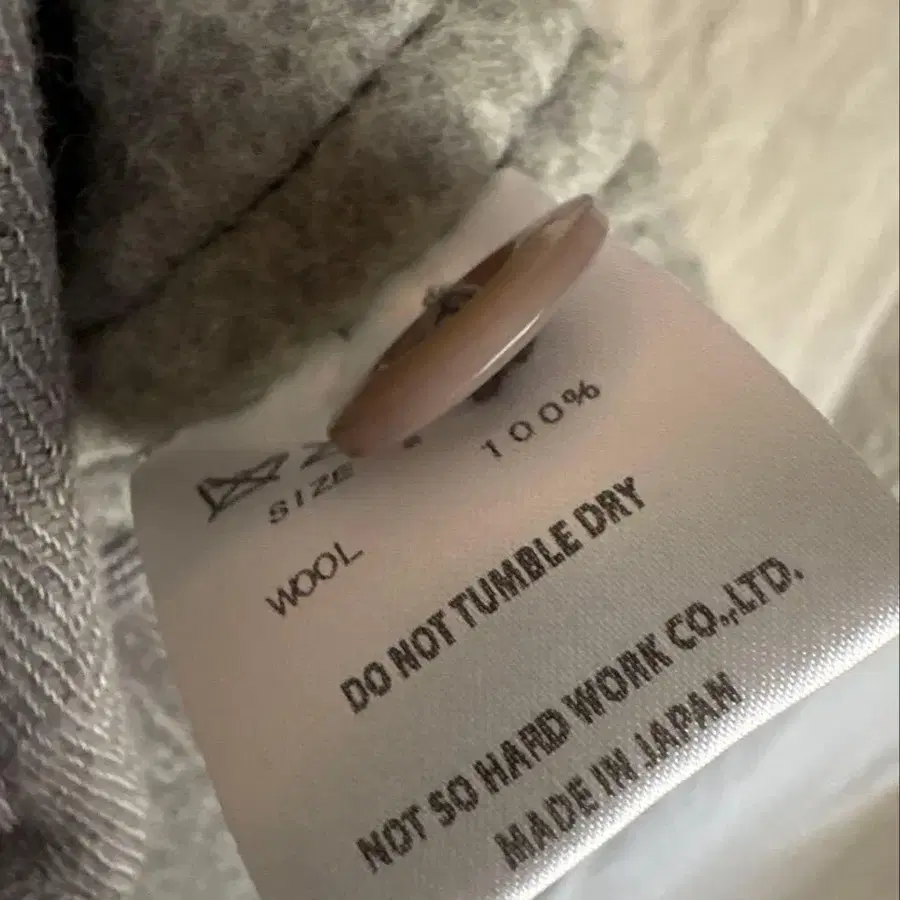 SIZE
WOOL 100%
DO NOT TUMBLE DRY
NOT SO HARD WORK CO.,LTD.
MADE IN JAPAN